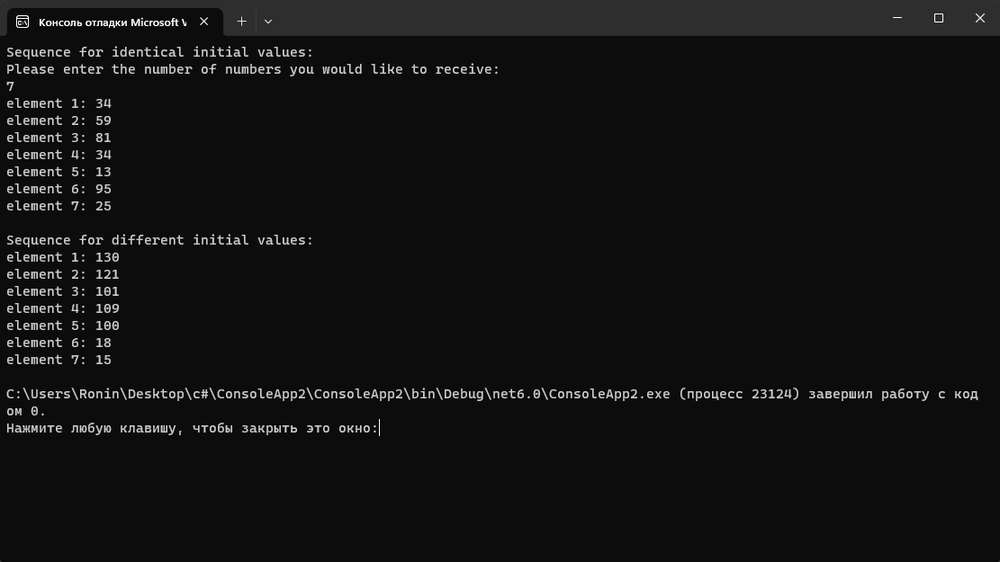 Консоль отладки Microsoft V
Sequence for identical initial values:
Please enter the number of numbers you would like to receive:
7
element 1: 34
element 2: 59
element 3: 81
element 4: 34
element 5: 13
element 6: 95
element 7: 25
Sequence for different initial values:
element 1: 130
element 2: 121
element 3: 101
element 4: 109
element 5: 100
element 6: 18
element 7: 15
C:\Users\Ronin\Desktop\c#\ConsoleApp2\ConsoleApp2\bin\Debug\net6.0\ConsoleApp2.exe (процесс 23124) завершил работу с код
ом 0.
Нажмите любую клавишу, чтобы закрыть это окно: